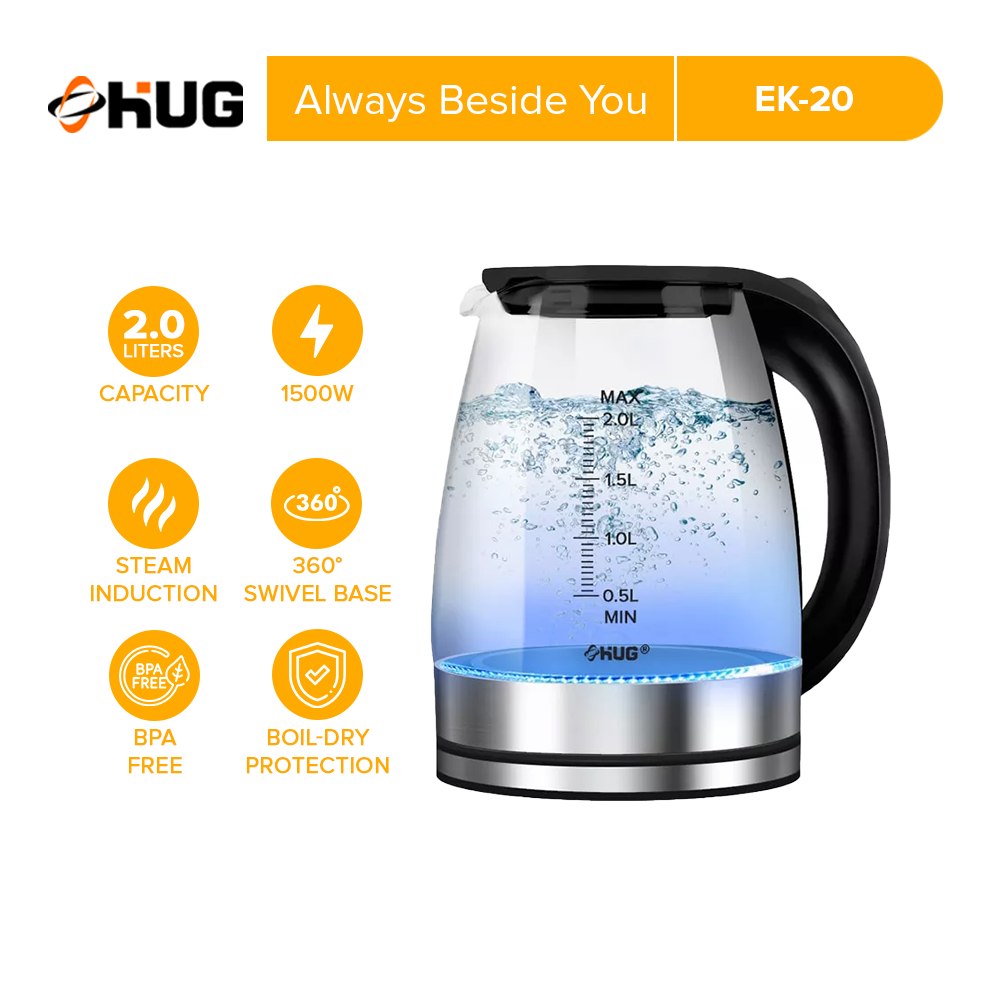 HUG
Always Beside You
EK-20
2.0
LITERS
CAPACITY
1500W
STEAM
INDUCTION
360°
360°
SWIVEL BASE
BPA
FREE
BPA
FREE
BOIL-DRY
PROTECTION
MAX
2.0L
1.5L
1.0L
0.5L
MIN
HUG®